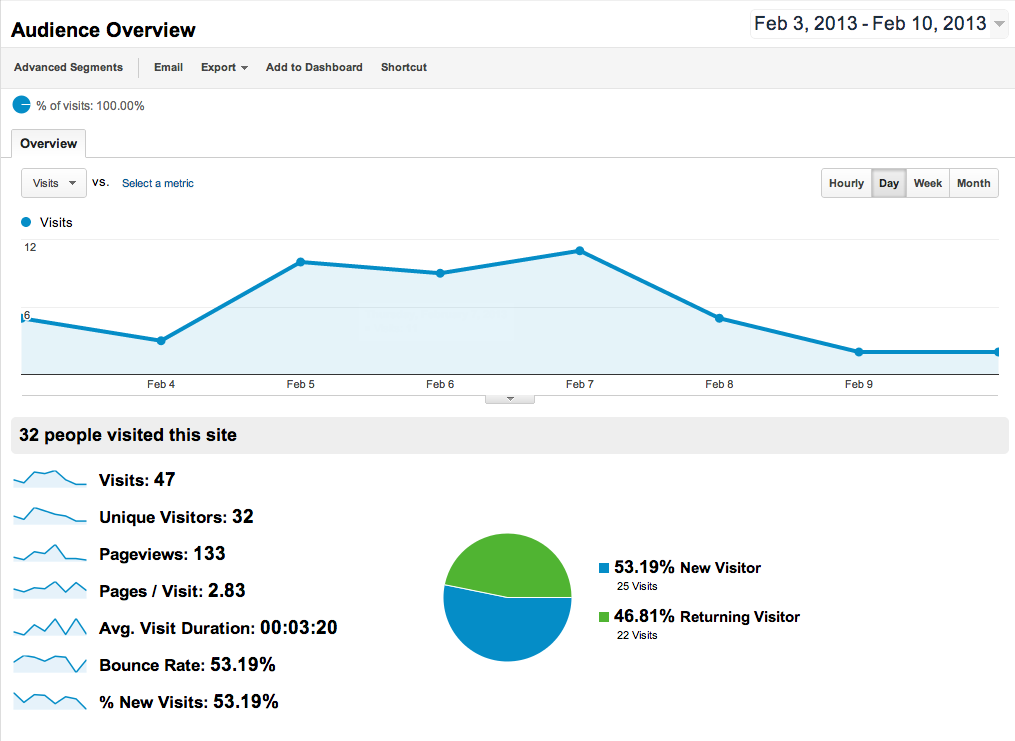 Audience Overview
Feb 3, 2013 - Feb 10, 2013
Advanced Segments Email Export Add to Dashboard Shortcut
% of visits: 100.00%
Overview
Visits vs. Select a metric Hourly Day Week Month
Visits
12
6
Feb 4 Feb 5 Feb 6 Feb 7 Feb 8 Feb 9
32 people visited this site
Visits: 47
Unique Visitors: 32
Pageviews: 133
Pages / Visit: 2.83
Avg. Visit Duration: 00:03:20
Bounce Rate: 53.19%
% New Visits: 53.19%
53.19% New Visitor
25 Visits
46.81% Returning Visitor
22 Visits